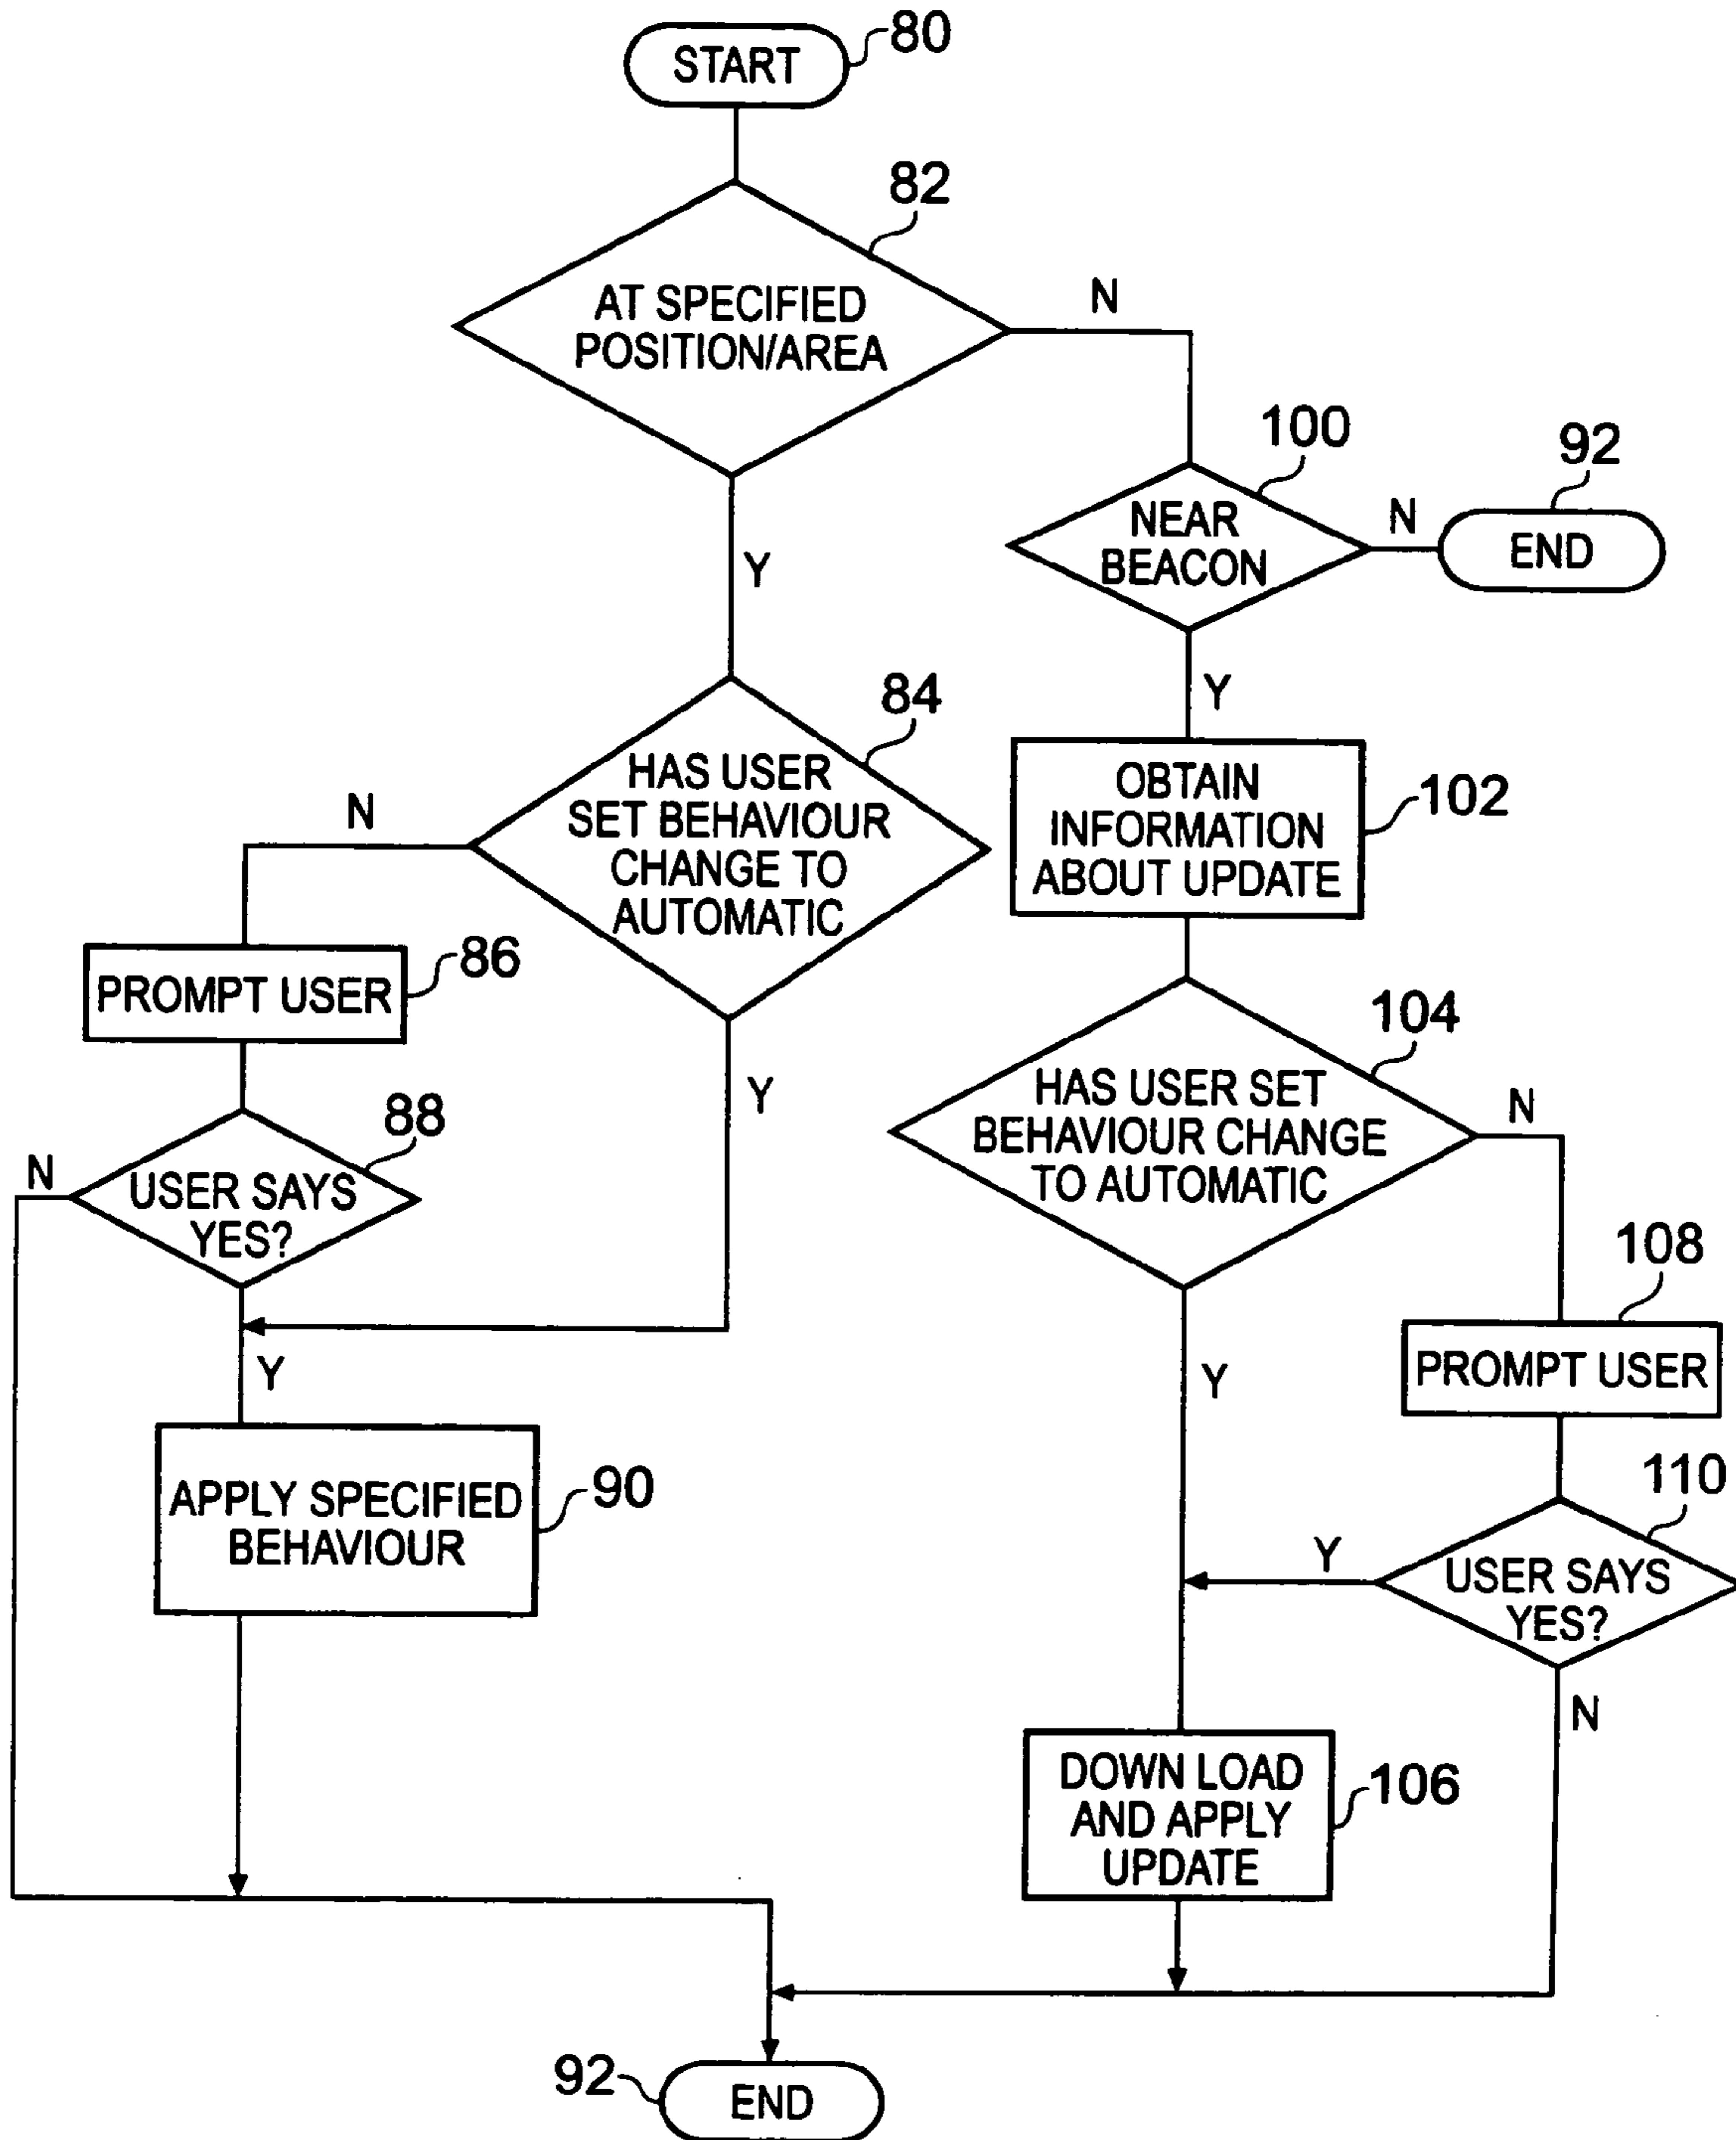 START
80
82
AT SPECIFIED
POSITION/AREA
N
100
92
NEAR
BEACON
N
END
Y
Y
84
HAS USER
SET BEHAVIOUR
CHANGE TO
AUTOMATIC
N
OBTAIN
INFORMATION
ABOUT UPDATE
102
PROMPT USER
86
104
Y
HAS USER SET
BEHAVIOUR CHANGE
TO AUTOMATIC
N
88
N
USER SAYS
YES?
108
Y
Y
PROMPT USER
APPLY SPECIFIED
BEHAVIOUR
90
110
Y
USER SAYS
YES?
N
DOWN LOAD
AND APPLY
UPDATE
106
92
END